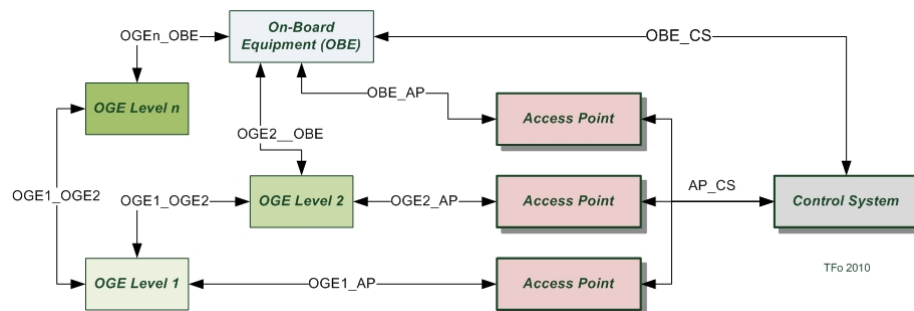 On-Board
Equipment (OBE)
OGEn_OBE
OBE_CS
OBE_AP
OGE Level n
Access Point
OGE2__OBE
OGE1_OGE2
OGE1_OGE2
OGE Level 2
OGE2_AP
Access Point
AP_CS
Control System
OGE Level 1
OGE1_AP
Access Point
TFo 2010